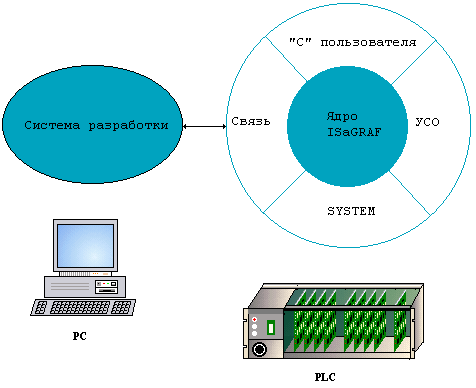 "С" пользователя
Система разработки
Связь
Ядро
ISaGRAF
УСО
SYSTEM
PC
PLC